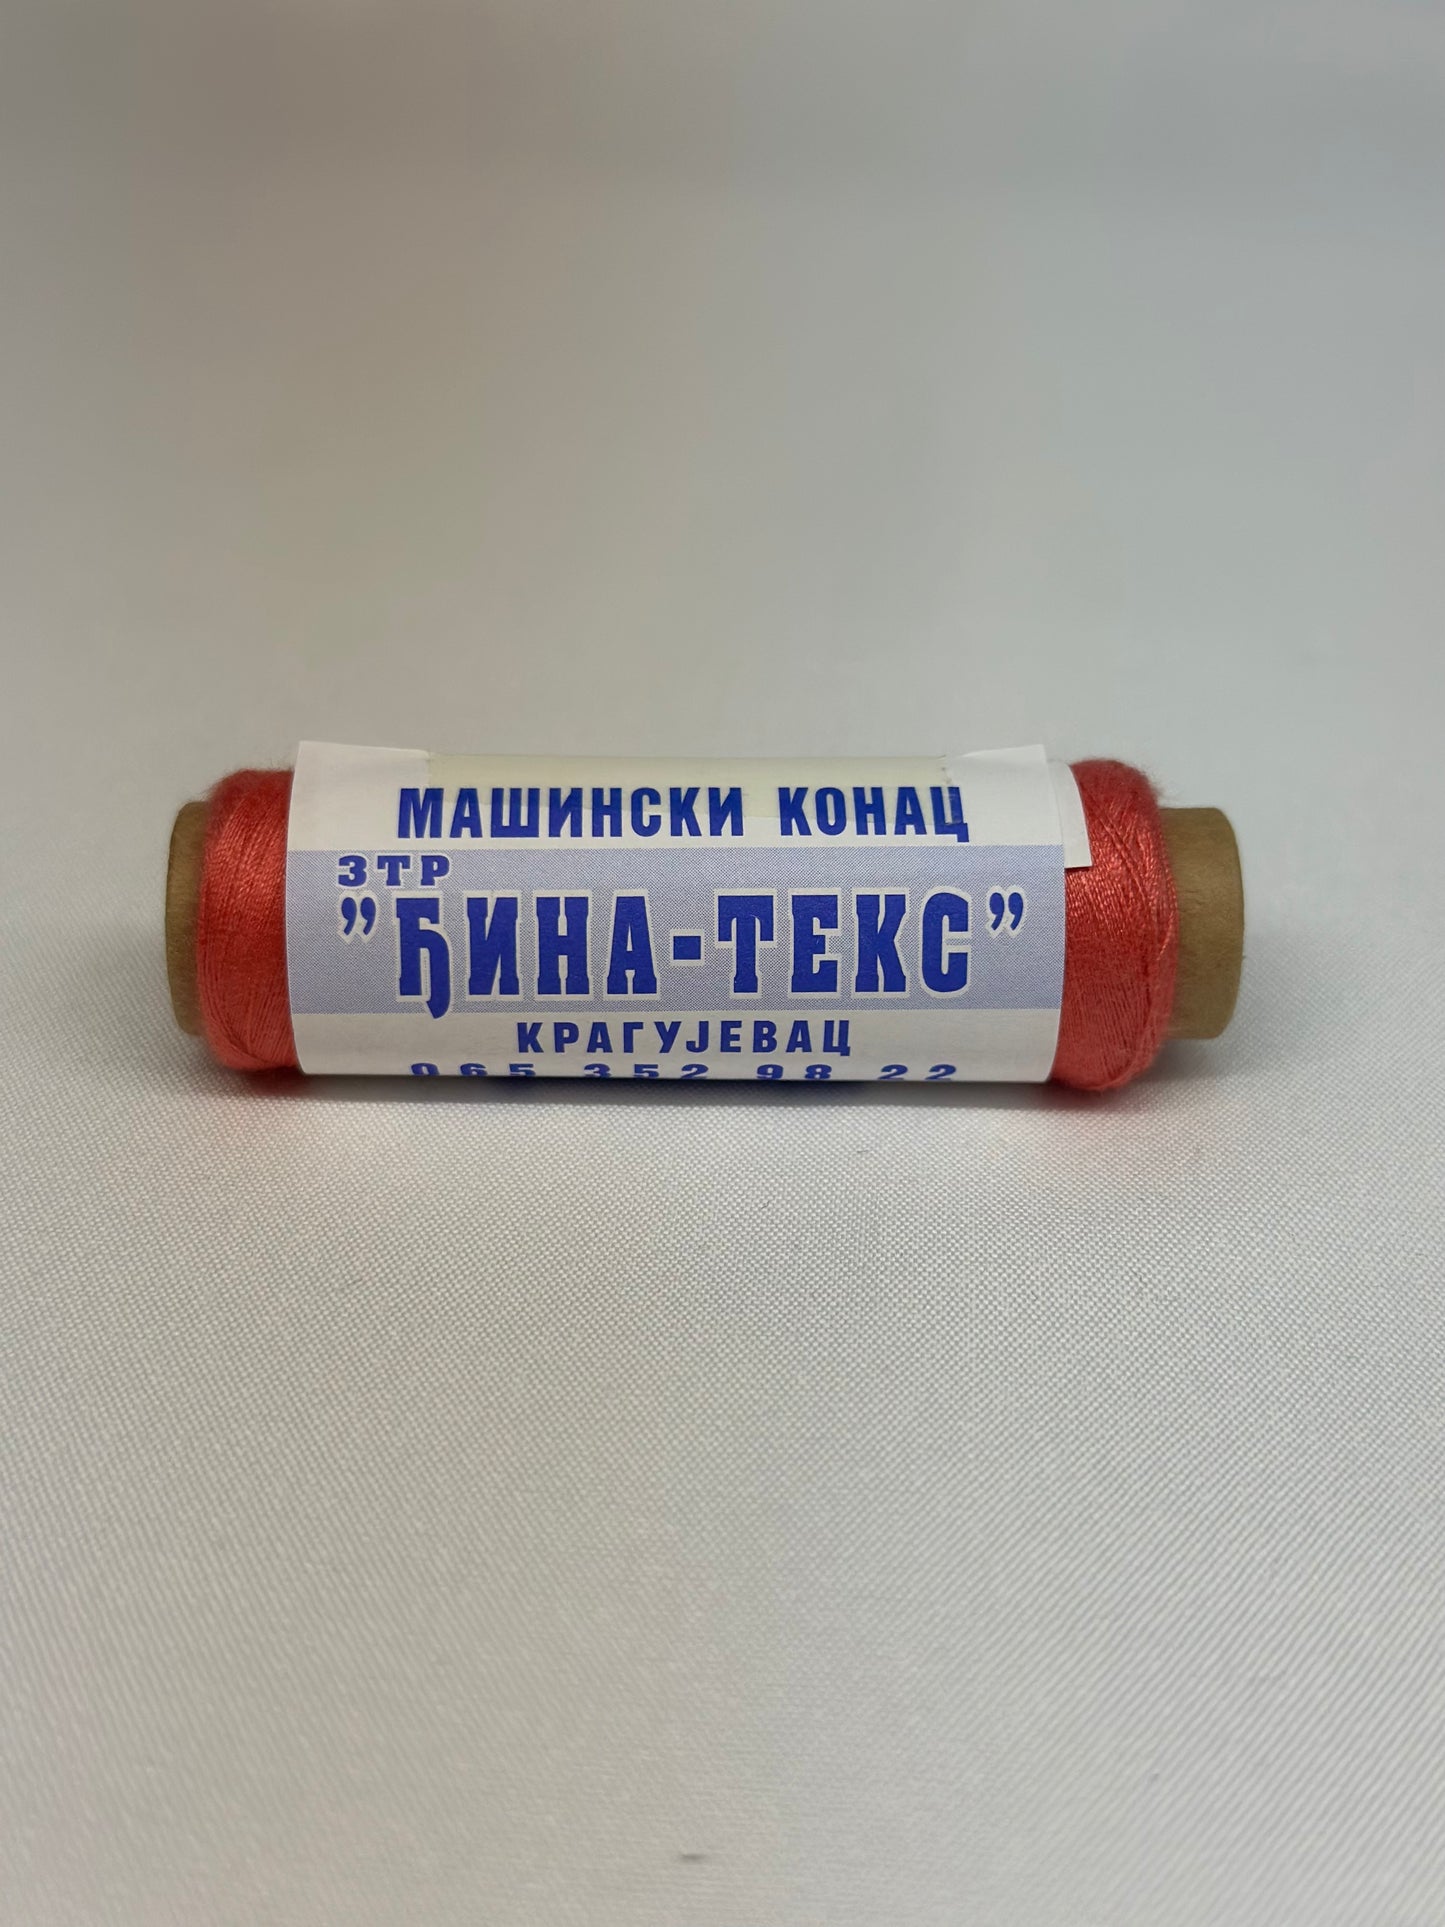 МАШИНСКИ КОНАЦ
ЗТР
"ЂИНА-ТЕКС"
КРАГУЈЕВАЦ
065 352 98 22